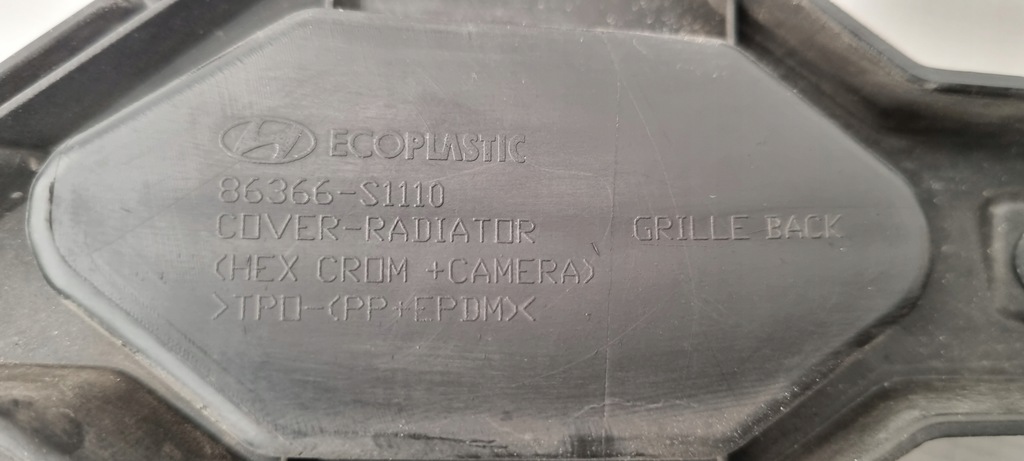 ECOPLASTIC
86366-S1110
COVER-RADIATOR GRILLE BACK
(HEX CROM +CAMERA)
>TPO-(PP+EPDM)<